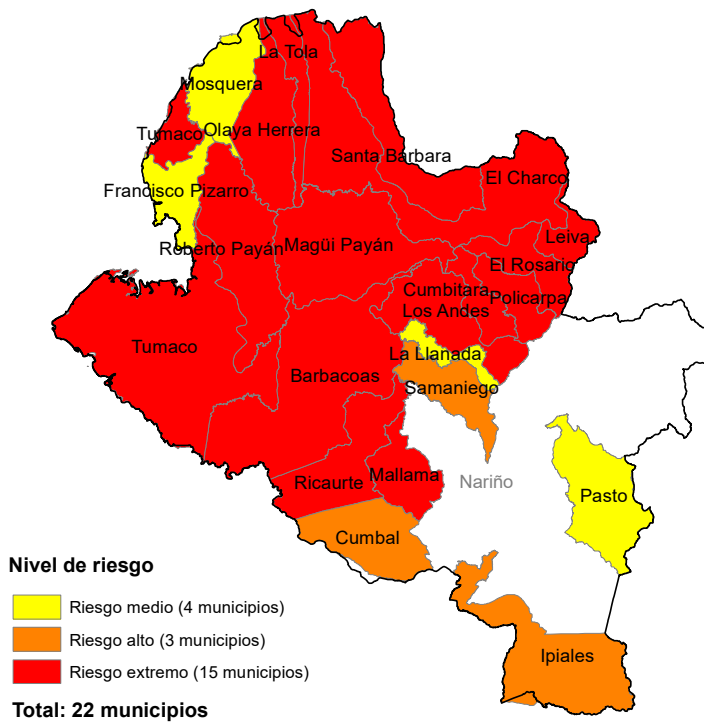 La Tola
Mosquera
Tumaco
Olaya Herrera
Santa Bárbara
El Charco
Francisco Pizarro
Leiva
Roberto Payán
Magüi Payán
El Rosario
Cumbitara
Policarpa
Los Andes
Tumaco
La Llanada
Barbacoas
Samaniego
Mallama
Nariño
Ricaurte
Pasto
Cumbal
Ipiales
Nivel de riesgo
Riesgo medio (4 municipios)
Riesgo alto (3 municipios)
Riesgo extremo (15 municipios)
Total: 22 municipios